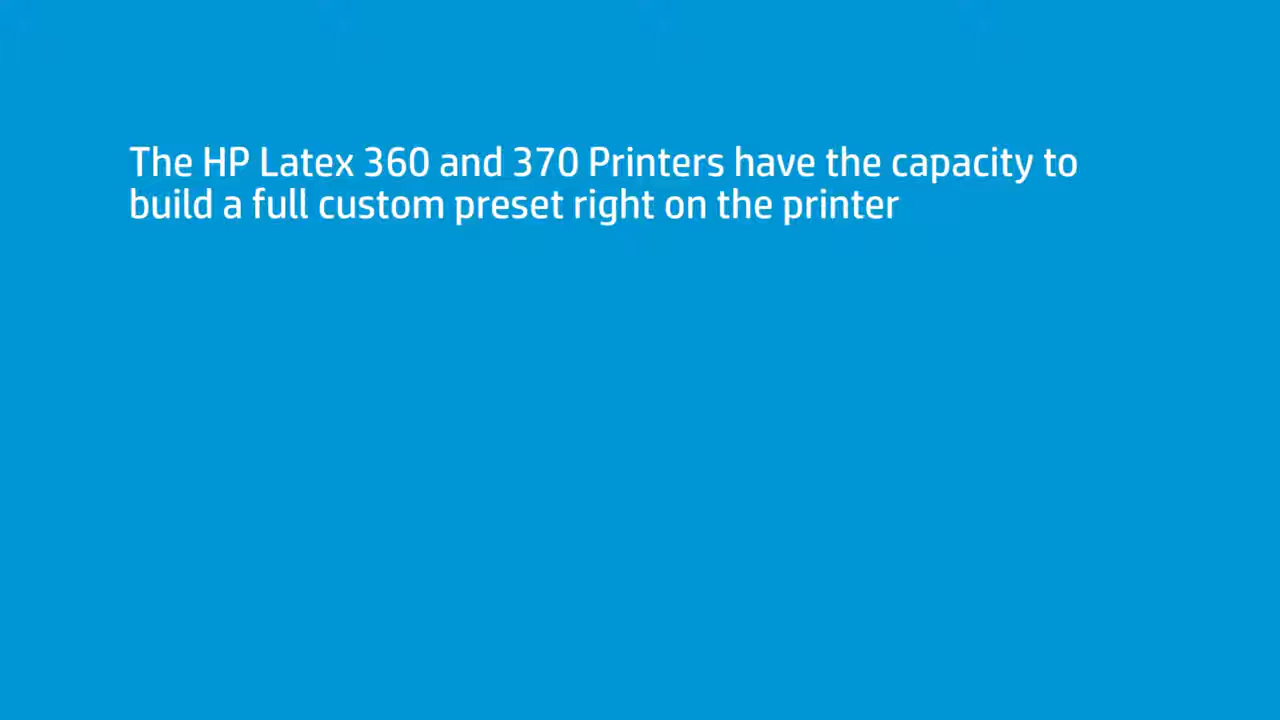 The HP Latex 360 and 370 Printers have the capacity to
build a full custom preset right on the printer